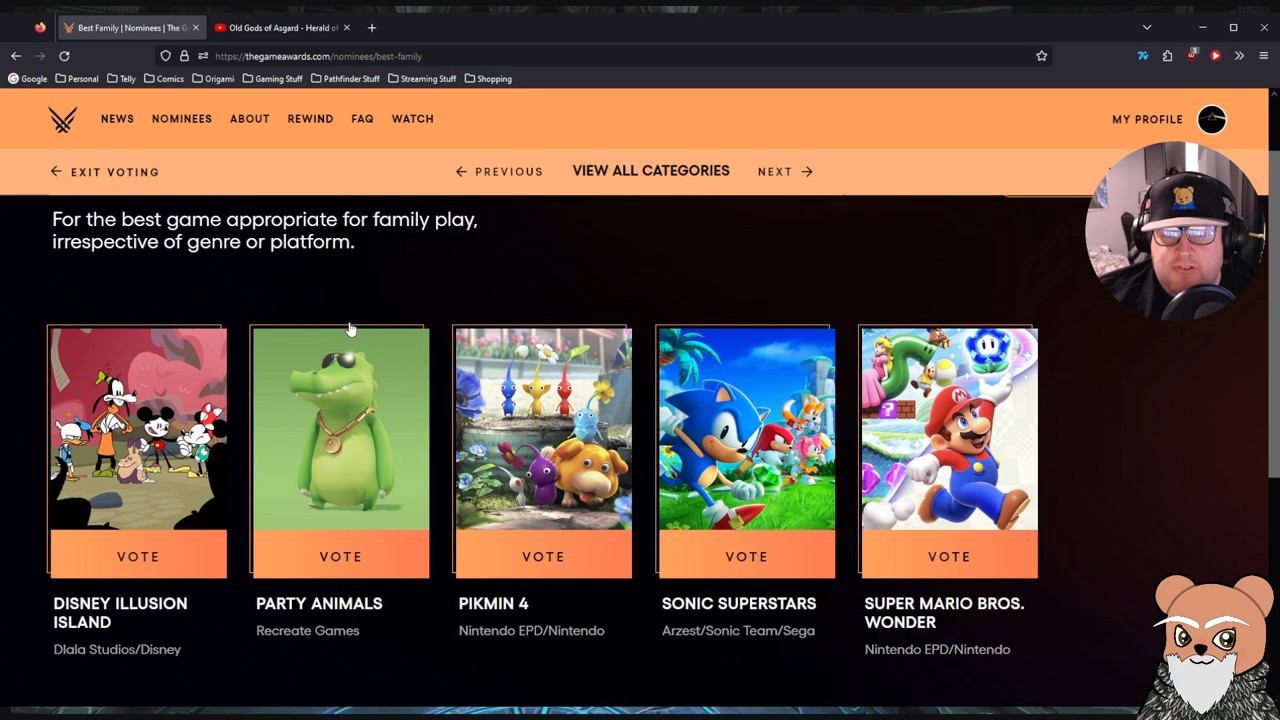 Best Family | Nominees | The G
Old Gods of Asgard - Herald of
https://thegameawards.com/nominees/best-family
Google Personal Telly Comics Origami Gaming Stuff Pathfinder Stuff Streaming Stuff Shopping
3
NEWS NOMINEES ABOUT REWIND FAQ WATCH MY PROFILE
EXIT VOTING PREVIOUS VIEW ALL CATEGORIES NEXT
For the best game appropriate for family play,
irrespective of genre or platform.
VOTE VOTE VOTE VOTE VOTE
DISNEY ILLUSION
ISLAND
Dlala Studios/Disney
PARTY ANIMALS
Recreate Games
PIKMIN 4
Nintendo EPD/Nintendo
SONIC SUPERSTARS
Arzest/Sonic Team/Sega
SUPER MARIO BROS.
WONDER
Nintendo EPD/Nintendo